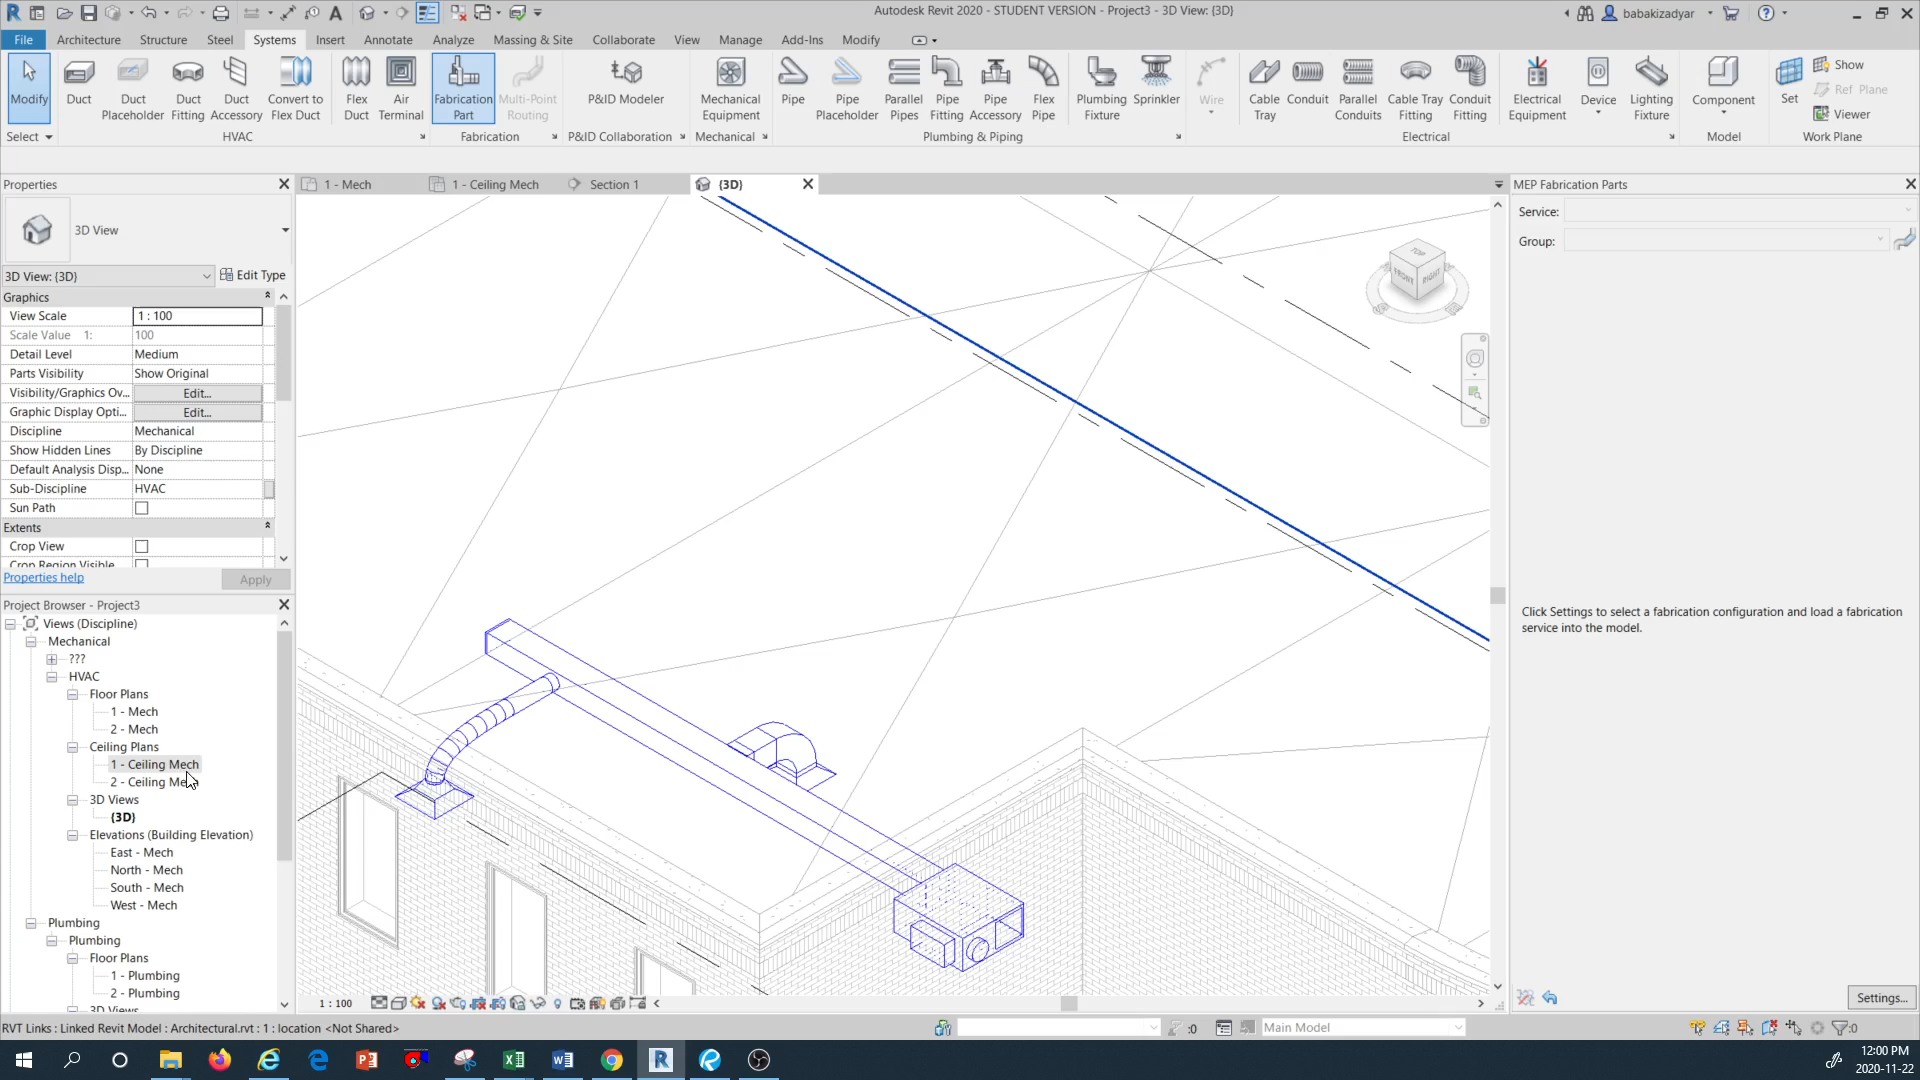 Autodesk Revit 2020 - STUDENT VERSION - Project3 - 3D View: {3D}
babakizadyar
File Architecture Structure Steel Systems Insert Annotate Analyze Massing & Site Collaborate View Manage Add-Ins Modify
Modify
Duct
Duct Placeholder
Duct Fitting
Duct Accessory
Convert to Flex Duct
Flex Duct
Air Terminal
Fabrication Part
Multi-Point Routing
P&ID Modeler
Mechanical Equipment
Pipe
Pipe Placeholder
Parallel Pipes
Pipe Fitting
Pipe Accessory
Flex Pipe
Plumbing Fixture
Sprinkler
Wire
Cable Tray
Conduit
Parallel Conduits
Cable Tray Fitting
Conduit Fitting
Electrical Equipment
Device
Lighting Fixture
Component
Set
Show
Ref Plane
Viewer
Select HVAC Fabrication P&ID Collaboration Mechanical Plumbing & Piping Electrical Model Work Plane
Properties
1 - Mech 1 - Ceiling Mech Section 1 {3D}
MEP Fabrication Parts
3D View
Service:
Group:
3D View: {3D} Edit Type
Graphics
View Scale 1 : 100
Scale Value 1: 100
Detail Level Medium
Parts Visibility Show Original
Visibility/Graphics Ov... Edit...
Graphic Display Opti... Edit...
Discipline Mechanical
Show Hidden Lines By Discipline
Default Analysis Disp... None
Sub-Discipline HVAC
Sun Path
Extents
Crop View
Crop Region Visible
Properties help Apply
TOP
FRONT
RIGHT
Click Settings to select a fabrication configuration and load a fabrication
service into the model.
Project Browser - Project3
Views (Discipline)
Mechanical
???
HVAC
Floor Plans
1 - Mech
2 - Mech
Ceiling Plans
1 - Ceiling Mech
2 - Ceiling Mech
3D Views
{3D}
Elevations (Building Elevation)
East - Mech
North - Mech
South - Mech
West - Mech
Plumbing
Plumbing
Floor Plans
1 - Plumbing
2 - Plumbing
3D Views
1 : 100
Settings...
RVT Links : Linked Revit Model : Architectural.rvt : 1 : location <Not Shared>
:0
Main Model
:0
12:00 PM
2020-11-22